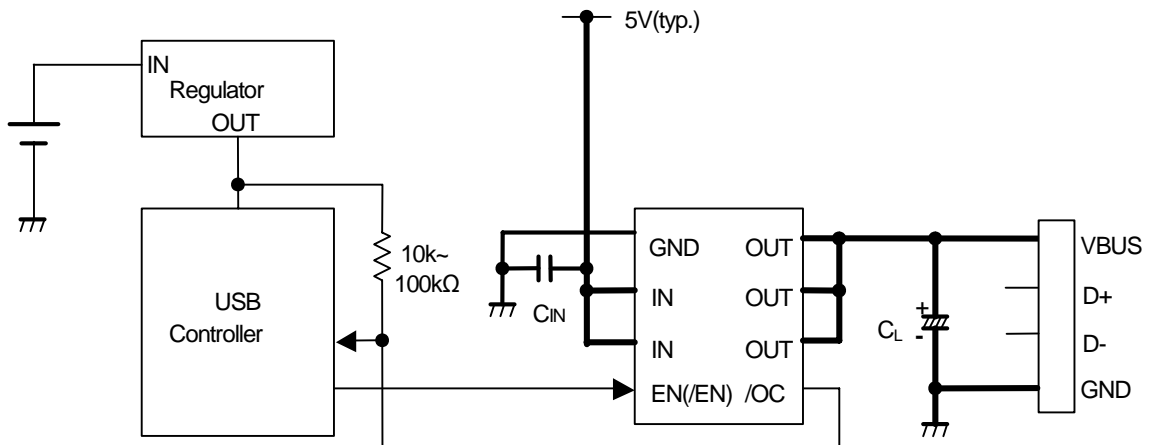 5V(typ.)
IN
Regulator
OUT
10k~
100kΩ
USB
Controller
GND
IN
IN
EN(/EN)
OUT
OUT
OUT
/OC
CIN
+
CL
-
VBUS
D+
D-
GND